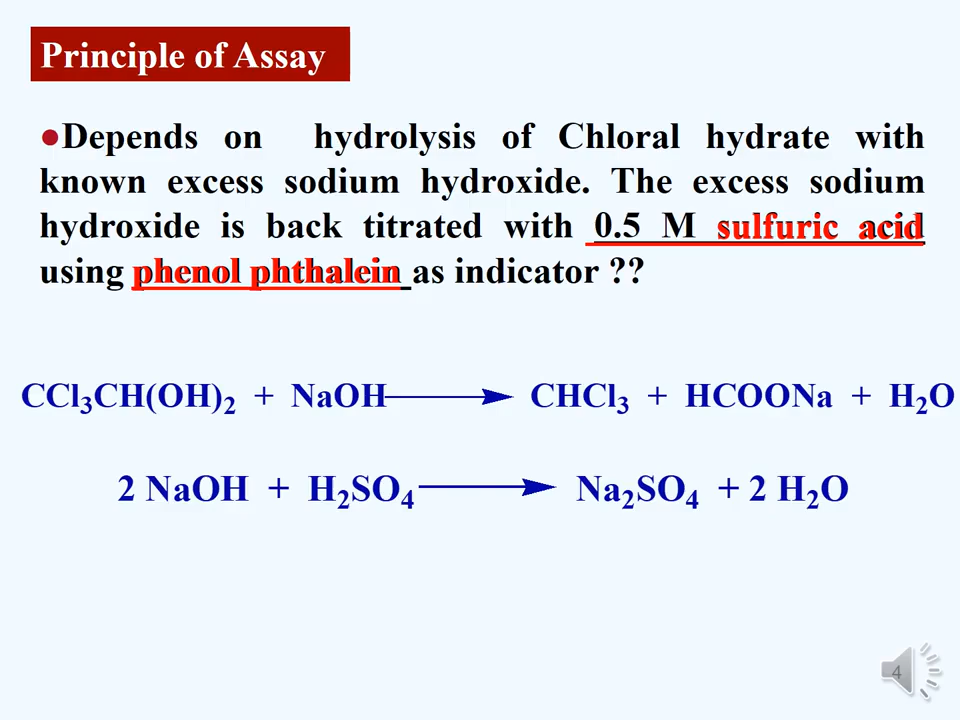 Principle of Assay
●Depends on hydrolysis of Chloral hydrate with
known excess sodium hydroxide. The excess sodium
hydroxide is back titrated with 0.5 M sulfuric acid
using phenol phthalein as indicator ??
CCl₃CH(OH)₂ + NaOH ⟶ CHCl₃ + HCOONa + H₂O
2 NaOH + H₂SO₄ ⟶ Na₂SO₄ + 2 H₂O
4